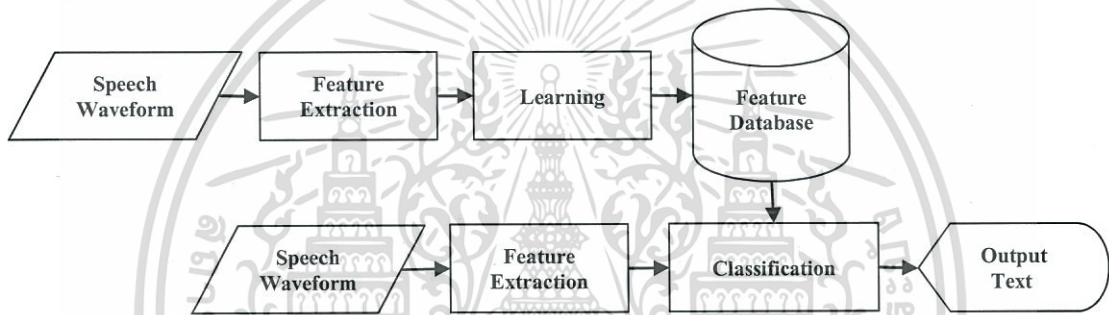 Speech
Waveform
Feature
Extraction
Learning
Feature
Database
Speech
Waveform
Feature
Extraction
Classification
Output
Text